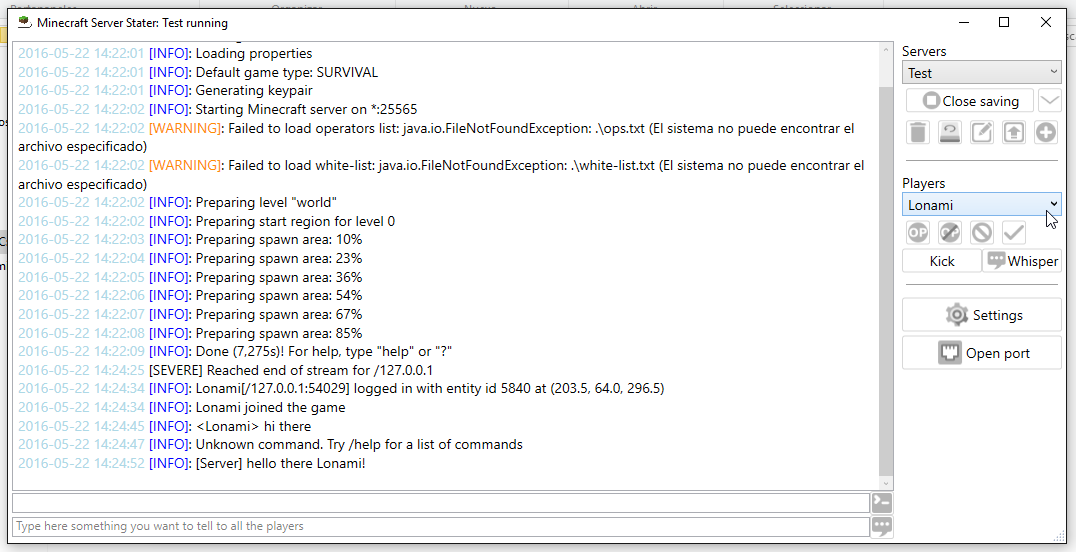 Minecraft Server Stater: Test running
2016-05-22 14:22:01 [INFO]: Loading properties
2016-05-22 14:22:01 [INFO]: Default game type: SURVIVAL
2016-05-22 14:22:01 [INFO]: Generating keypair
2016-05-22 14:22:02 [INFO]: Starting Minecraft server on *:25565
2016-05-22 14:22:02 [WARNING]: Failed to load operators list: java.io.FileNotFoundException: .\ops.txt (El sistema no puede encontrar el
archivo especificado)
2016-05-22 14:22:02 [WARNING]: Failed to load white-list: java.io.FileNotFoundException: .\white-list.txt (El sistema no puede encontrar el
archivo especificado)
2016-05-22 14:22:02 [INFO]: Preparing level "world"
2016-05-22 14:22:02 [INFO]: Preparing start region for level 0
2016-05-22 14:22:03 [INFO]: Preparing spawn area: 10%
2016-05-22 14:22:04 [INFO]: Preparing spawn area: 23%
2016-05-22 14:22:05 [INFO]: Preparing spawn area: 36%
2016-05-22 14:22:06 [INFO]: Preparing spawn area: 54%
2016-05-22 14:22:07 [INFO]: Preparing spawn area: 67%
2016-05-22 14:22:08 [INFO]: Preparing spawn area: 85%
2016-05-22 14:22:09 [INFO]: Done (7,275s)! For help, type "help" or "?"
2016-05-22 14:24:25 [SEVERE] Reached end of stream for /127.0.0.1
2016-05-22 14:24:34 [INFO]: Lonami[/127.0.0.1:54029] logged in with entity id 5840 at (203.5, 64.0, 296.5)
2016-05-22 14:24:34 [INFO]: Lonami joined the game
2016-05-22 14:24:45 [INFO]: <Lonami> hi there
2016-05-22 14:24:47 [INFO]: Unknown command. Try /help for a list of commands
2016-05-22 14:24:52 [INFO]: [Server] hello there Lonami!
Type here something you want to tell to all the players
Servers
Test
Close saving
Players
Lonami
OP
OP
Kick
Whisper
Settings
Open port